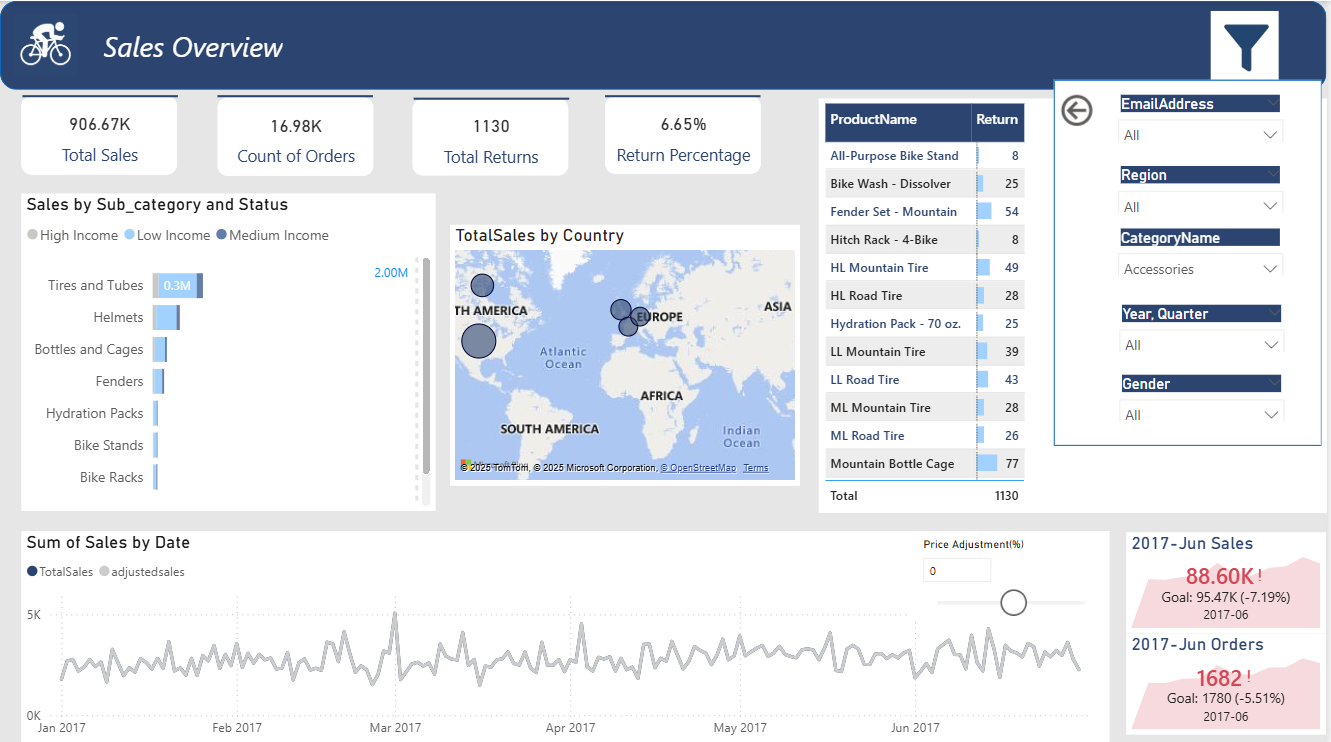 Sales Overview
906.67K
Total Sales
16.98K
Count of Orders
1130
Total Returns
6.65%
Return Percentage
Sales by Sub_category and Status
High Income Low Income Medium Income
2.00M
Tires and Tubes 0.3M
Helmets
Bottles and Cages
Fenders
Hydration Packs
Bike Stands
Bike Racks
TotalSales by Country
TH AMERICA
EUROPE
ASIA
Atlantic
Ocean
AFRICA
SOUTH AMERICA
Indian
Ocean
© 2025 TomTom, © 2025 Microsoft Corporation, © OpenStreetMap Terms
ProductName Return
All-Purpose Bike Stand 8
Bike Wash - Dissolver 25
Fender Set - Mountain 54
Hitch Rack - 4-Bike 8
HL Mountain Tire 49
HL Road Tire 28
Hydration Pack - 70 oz. 25
LL Mountain Tire 39
LL Road Tire 43
ML Mountain Tire 28
ML Road Tire 26
Mountain Bottle Cage 77
Total 1130
EmailAddress
All
Region
All
CategoryName
Accessories
Year, Quarter
All
Gender
All
Sum of Sales by Date
TotalSales adjustedsales
Price Adjustment(%)
0
5K
0K
Jan 2017 Feb 2017 Mar 2017 Apr 2017 May 2017 Jun 2017
2017-Jun Sales
88.60K !
Goal: 95.47K (-7.19%)
2017-06
2017-Jun Orders
1682 !
Goal: 1780 (-5.51%)
2017-06